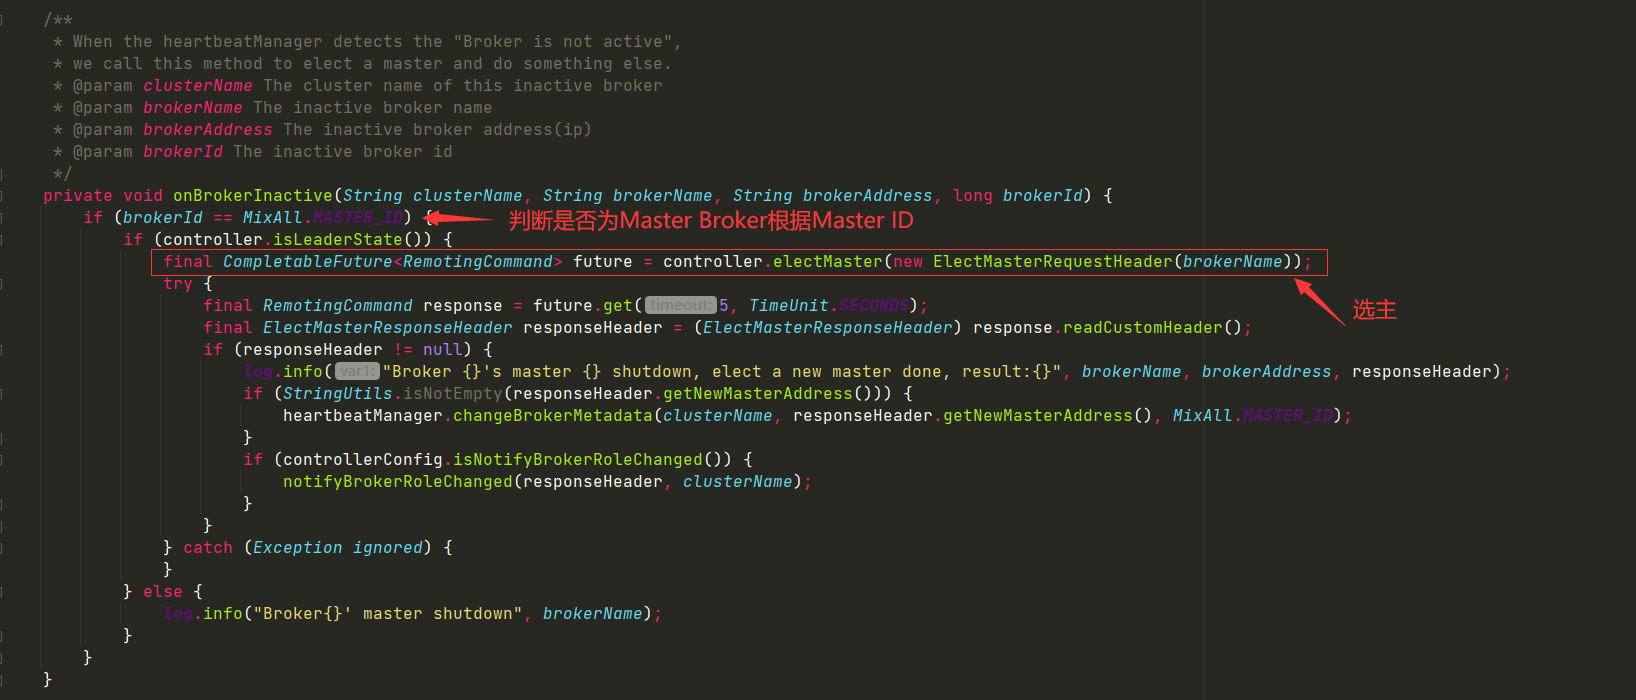 /**
* When the heartbeatManager detects the "Broker is not active",
* we call this method to elect a master and do something else.
* @param clusterName The cluster name of this inactive broker
* @param brokerName The inactive broker name
* @param brokerAddress The inactive broker address(ip)
* @param brokerId The inactive broker id
*/
private void onBrokerInactive(String clusterName, String brokerName, String brokerAddress, long brokerId) {
if (brokerId == MixAll.MASTER_ID) { 判断是否为Master Broker根据Master ID
if (controller.isLeaderState()) {
final CompletableFuture<RemotingCommand> future = controller.electMaster(new ElectMasterRequestHeader(brokerName));
try {
final RemotingCommand response = future.get( timeout: 5, TimeUnit.SECONDS);
选主
final ElectMasterResponseHeader responseHeader = (ElectMasterResponseHeader) response.readCustomHeader();
if (responseHeader != null) {
log.info( var1: "Broker {}'s master {} shutdown, elect a new master done, result:{}", brokerName, brokerAddress, responseHeader);
if (StringUtils.isNotEmpty(responseHeader.getNewMasterAddress())) {
heartbeatManager.changeBrokerMetadata(clusterName, responseHeader.getNewMasterAddress(), MixAll.MASTER_ID);
}
if (controllerConfig.isNotifyBrokerRoleChanged()) {
notifyBrokerRoleChanged(responseHeader, clusterName);
}
}
} catch (Exception ignored) {
}
} else {
log.info("Broker{}' master shutdown", brokerName);
}
}
}